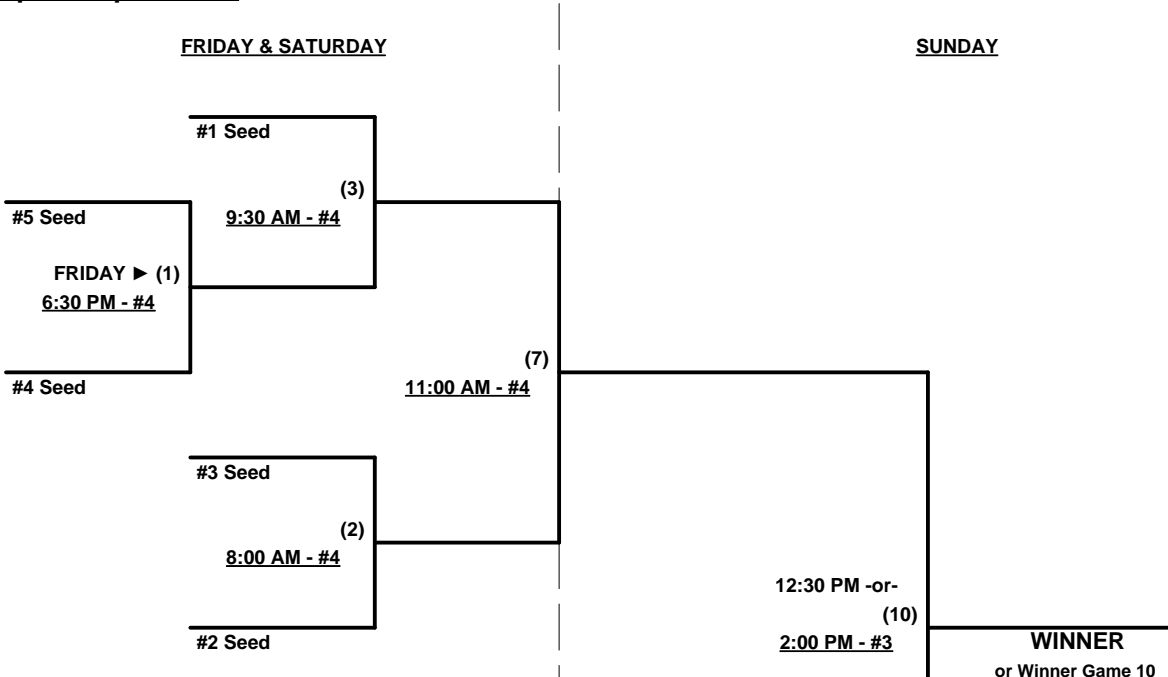 FRIDAY & SATURDAY
SUNDAY
#1 Seed
(3)
9:30 AM - #4
#5 Seed
FRIDAY ► (1)
6:30 PM - #4
#4 Seed
(7)
11:00 AM - #4
#3 Seed
(2)
8:00 AM - #4
#2 Seed
12:30 PM -or-
(10)
2:00 PM - #3
WINNER
or Winner Game 10